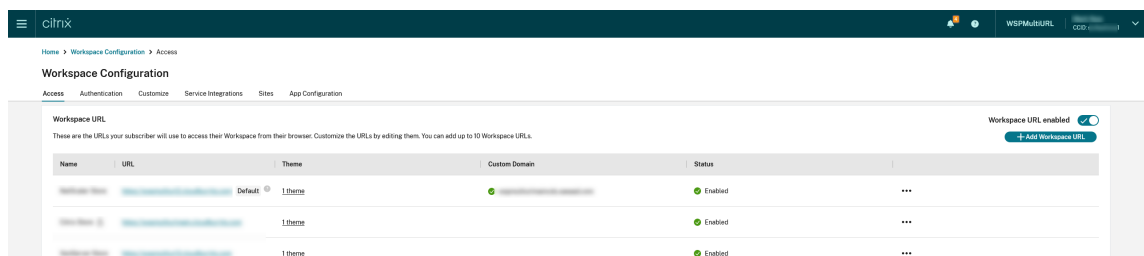 citrix
4
WSPMultiURL
CCID:
Home > Workspace Configuration > Access
Workspace Configuration
Access Authentication Customize Service Integrations Sites App Configuration
Workspace URL
Workspace URL enabled
These are the URLs your subscriber will use to access their Workspace from their browser. Customize the URLs by editing them. You can add up to 10 Workspace URLs.
+ Add Workspace URL
Name URL Theme Custom Domain Status
Default 1 theme Enabled •••
1 theme Enabled •••
1 theme Enabled •••